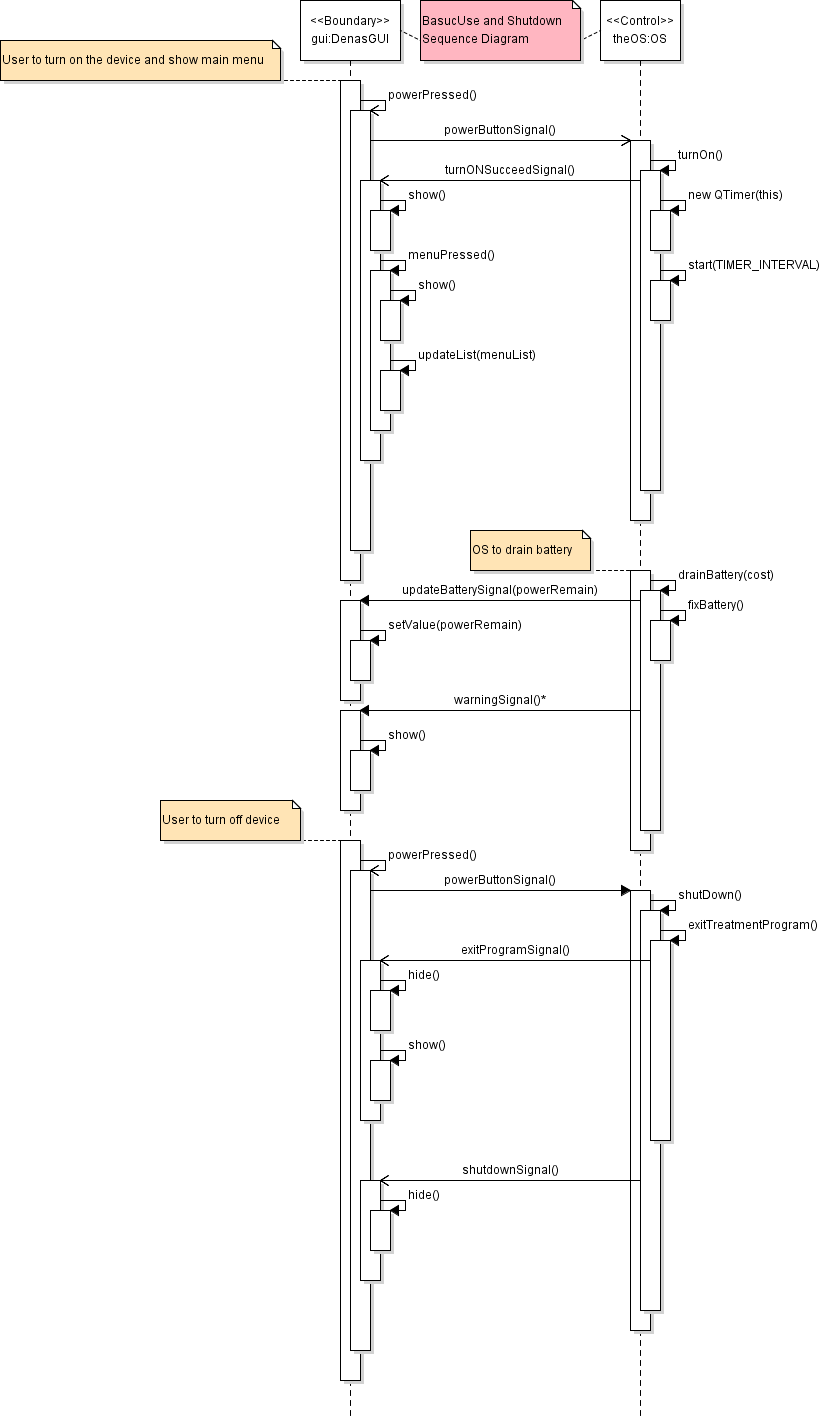 <<Boundary>>
gui:DenasGUI
BasucUse and Shutdown
Sequence Diagram
<<Control>>
theOS:OS
User to turn on the device and show main menu
powerPressed()
powerButtonSignal()
turnOn()
turnONSucceedSignal()
show()
new QTimer(this)
menuPressed()
start(TIMER_INTERVAL)
show()
updateList(menuList)
OS to drain battery
drainBattery(cost)
updateBatterySignal(powerRemain)
fixBattery()
setValue(powerRemain)
warningSignal()*
show()
User to turn off device
powerPressed()
powerButtonSignal()
shutDown()
exitTreatmentProgram()
exitProgramSignal()
hide()
show()
shutdownSignal()
hide()